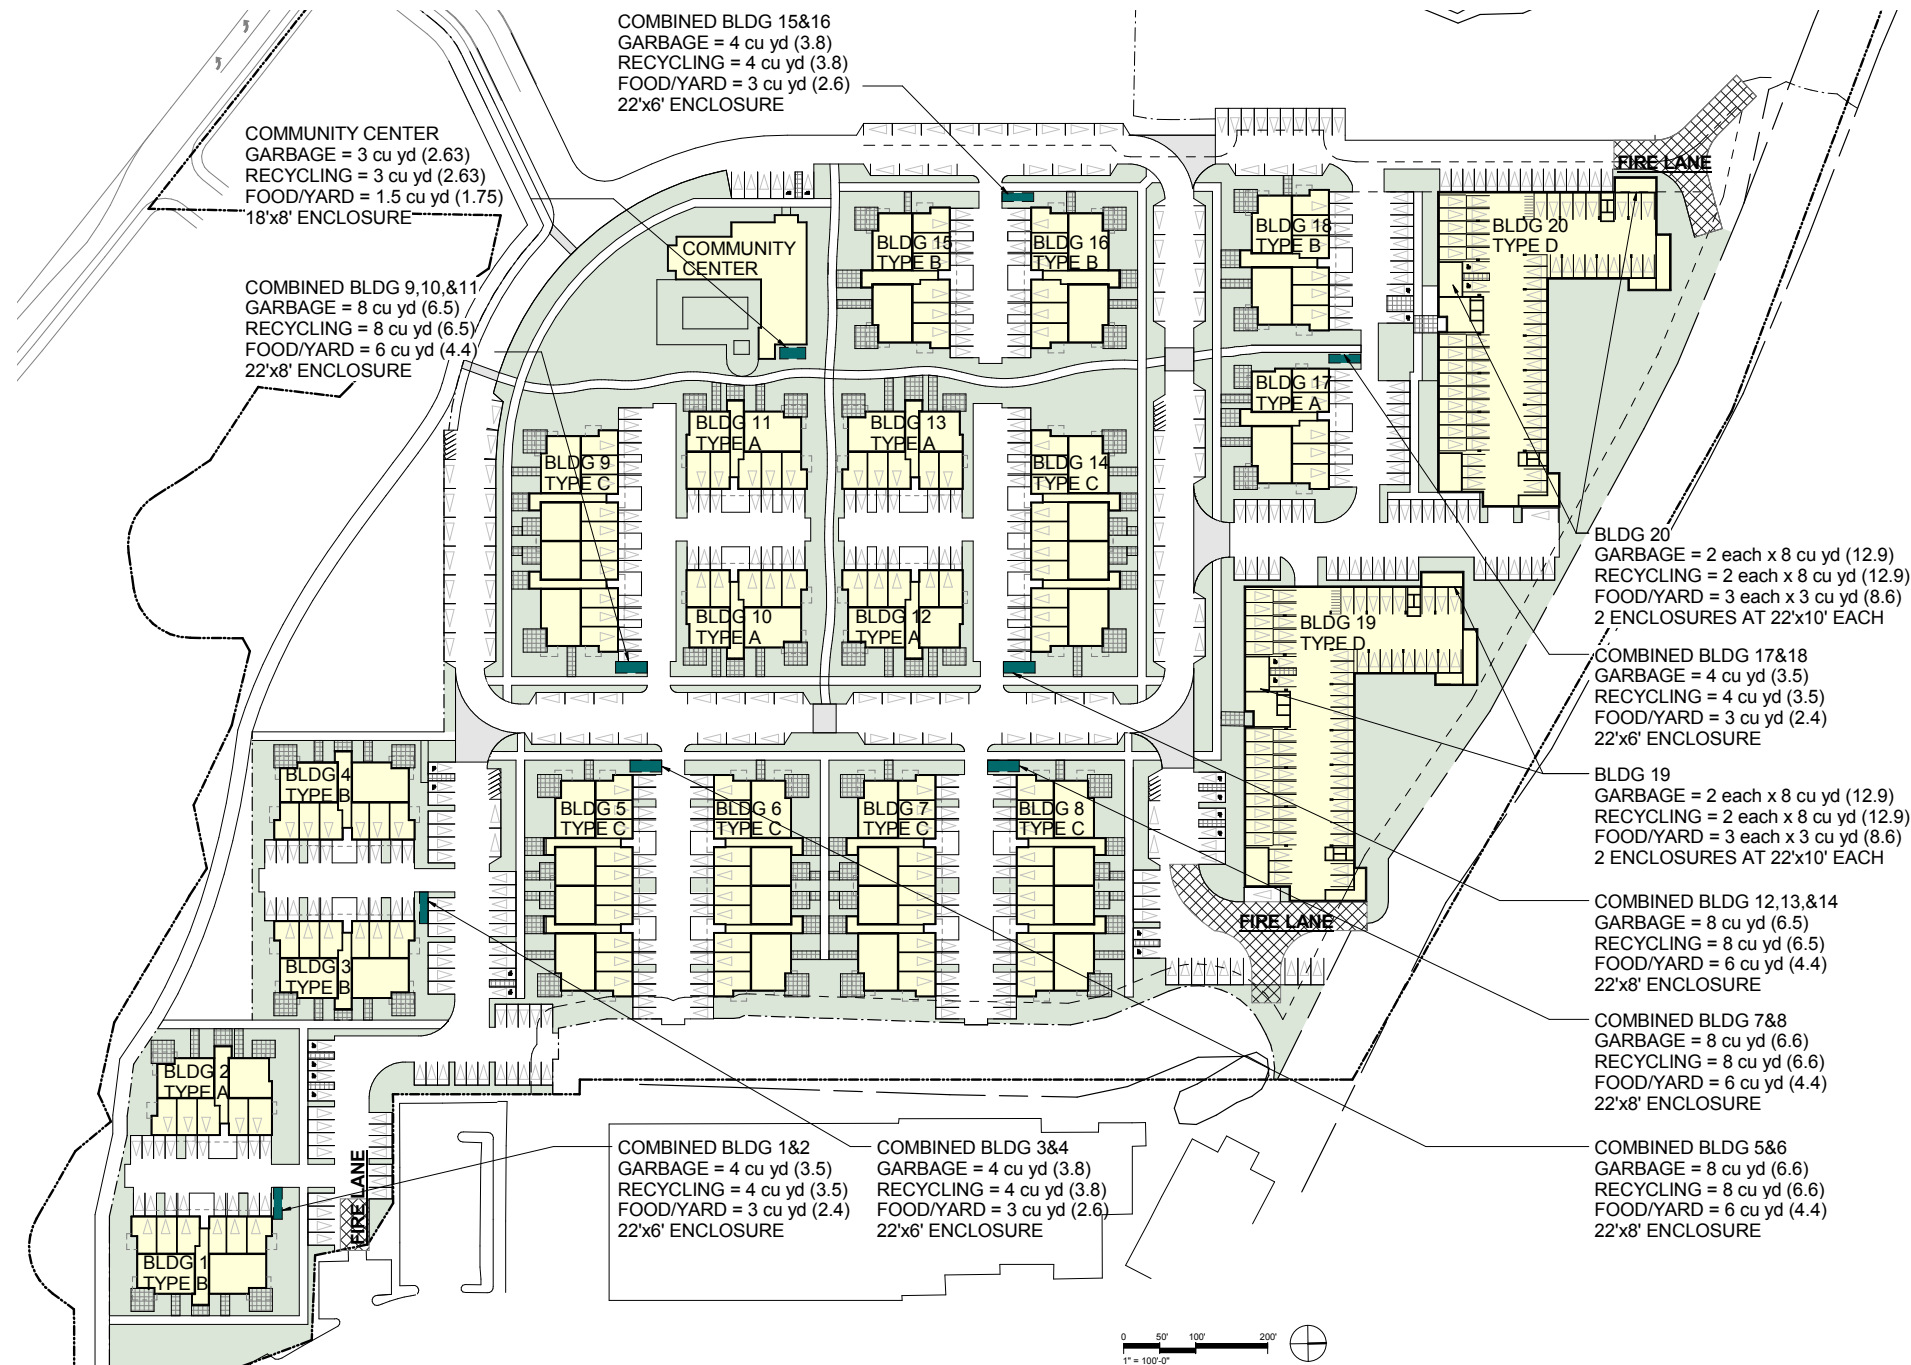 COMBINED BLDG 15&16
GARBAGE = 4 cu yd (3.8)
RECYCLING = 4 cu yd (3.8)
FOOD/YARD = 3 cu yd (2.6)
22'x6' ENCLOSURE
COMMUNITY CENTER
GARBAGE = 3 cu yd (2.63)
RECYCLING = 3 cu yd (2.63)
FOOD/YARD = 1.5 cu yd (1.75)
18'x8' ENCLOSURE
COMBINED BLDG 9,10,&11
GARBAGE = 8 cu yd (6.5)
RECYCLING = 8 cu yd (6.5)
FOOD/YARD = 6 cu yd (4.4)
22'x8' ENCLOSURE
FIRE LANE
COMMUNITY
CENTER
BLDG 15
TYPE B
BLDG 16
TYPE B
BLDG 18
TYPE B
BLDG 20
TYPE D
BLDG 17
TYPE A
BLDG 11
TYPE A
BLDG 13
TYPE A
BLDG 9
TYPE C
BLDG 14
TYPE C
BLDG 10
TYPE A
BLDG 12
TYPE A
BLDG 19
TYPE D
BLDG 4
TYPE B
BLDG 5
TYPE C
BLDG 6
TYPE C
BLDG 7
TYPE C
BLDG 8
TYPE C
FIRE LANE
BLDG 3
TYPE B
BLDG 2
TYPE A
BLDG 1
TYPE B
FIRE LANE
BLDG 20
GARBAGE = 2 each x 8 cu yd (12.9)
RECYCLING = 2 each x 8 cu yd (12.9)
FOOD/YARD = 3 each x 3 cu yd (8.6)
2 ENCLOSURES AT 22'x10' EACH
COMBINED BLDG 17&18
GARBAGE = 4 cu yd (3.5)
RECYCLING = 4 cu yd (3.5)
FOOD/YARD = 3 cu yd (2.4)
22'x6' ENCLOSURE
BLDG 19
GARBAGE = 2 each x 8 cu yd (12.9)
RECYCLING = 2 each x 8 cu yd (12.9)
FOOD/YARD = 3 each x 3 cu yd (8.6)
2 ENCLOSURES AT 22'x10' EACH
COMBINED BLDG 12,13,&14
GARBAGE = 8 cu yd (6.5)
RECYCLING = 8 cu yd (6.5)
FOOD/YARD = 6 cu yd (4.4)
22'x8' ENCLOSURE
COMBINED BLDG 7&8
GARBAGE = 8 cu yd (6.6)
RECYCLING = 8 cu yd (6.6)
FOOD/YARD = 6 cu yd (4.4)
22'x8' ENCLOSURE
COMBINED BLDG 5&6
GARBAGE = 8 cu yd (6.6)
RECYCLING = 8 cu yd (6.6)
FOOD/YARD = 6 cu yd (4.4)
22'x8' ENCLOSURE
COMBINED BLDG 1&2
GARBAGE = 4 cu yd (3.5)
RECYCLING = 4 cu yd (3.5)
FOOD/YARD = 3 cu yd (2.4)
22'x6' ENCLOSURE
COMBINED BLDG 3&4
GARBAGE = 4 cu yd (3.8)
RECYCLING = 4 cu yd (3.8)
FOOD/YARD = 3 cu yd (2.6)
22'x6' ENCLOSURE
0 50' 100' 200'
1" = 100'-0"